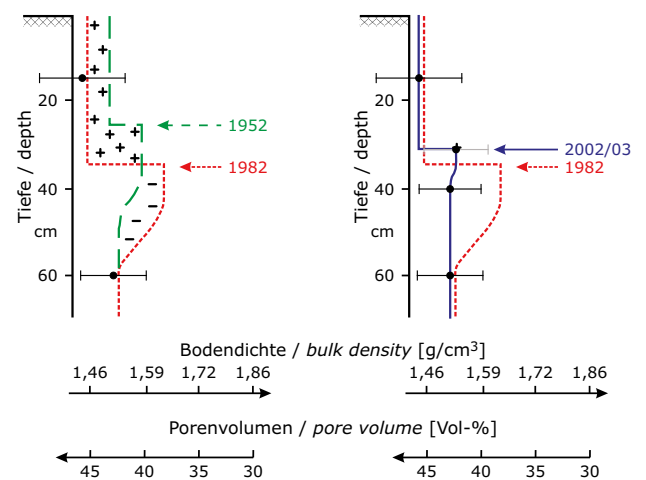 20
1952
1982
40
cm
60
Tiefe / depth
20
2002/03
1982
40
cm
60
Tiefe / depth
Bodendichte / bulk density [g/cm³]
1,46 1,59 1,72 1,86
1,46 1,59 1,72 1,86
Porenvolumen / pore volume [Vol-%]
45 40 35 30
45 40 35 30